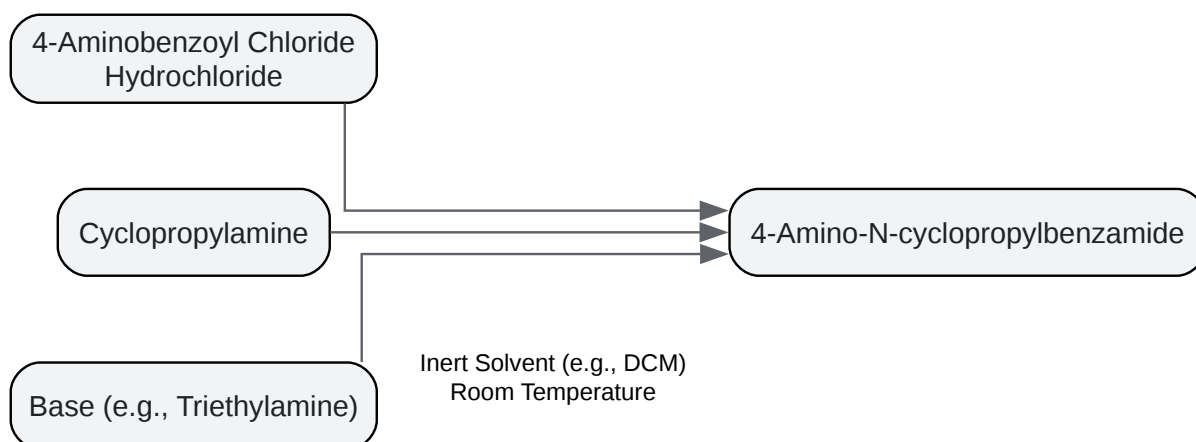 4-Aminobenzoyl Chloride
Hydrochloride
Cyclopropylamine
4-Amino-N-cyclopropylbenzamide
Base (e.g., Triethylamine)
Inert Solvent (e.g., DCM)
Room Temperature